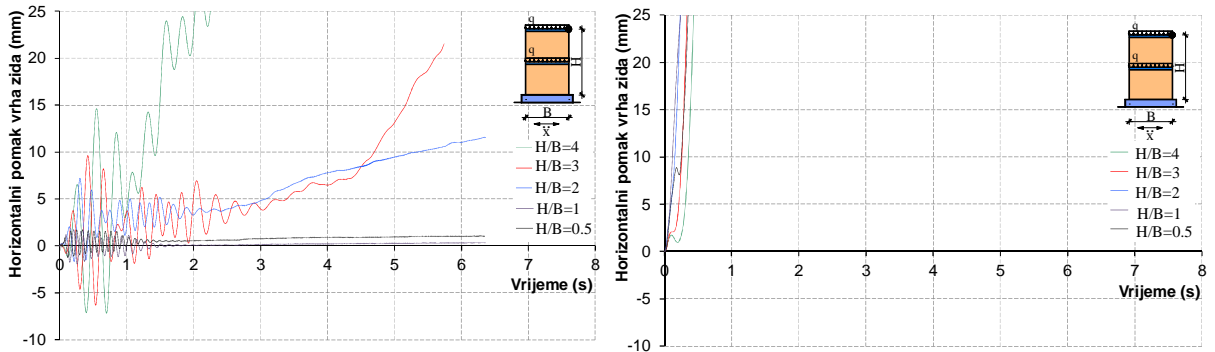 Horizontalni pomak vrha zida (mm)
25
20
15
10
5
0
-5
-10
0 1 2 3 4 5 6 7 8
Vrijeme (s)
q
q
H
B
ẍ
H/B=4
H/B=3
H/B=2
H/B=1
H/B=0.5
Horizontalni pomak vrha zida (mm)
25
20
15
10
5
0
-5
-10
0 1 2 3 4 5 6 7 8
Vrijeme (s)
q
q
H
B
ẍ
H/B=4
H/B=3
H/B=2
H/B=1
H/B=0.5